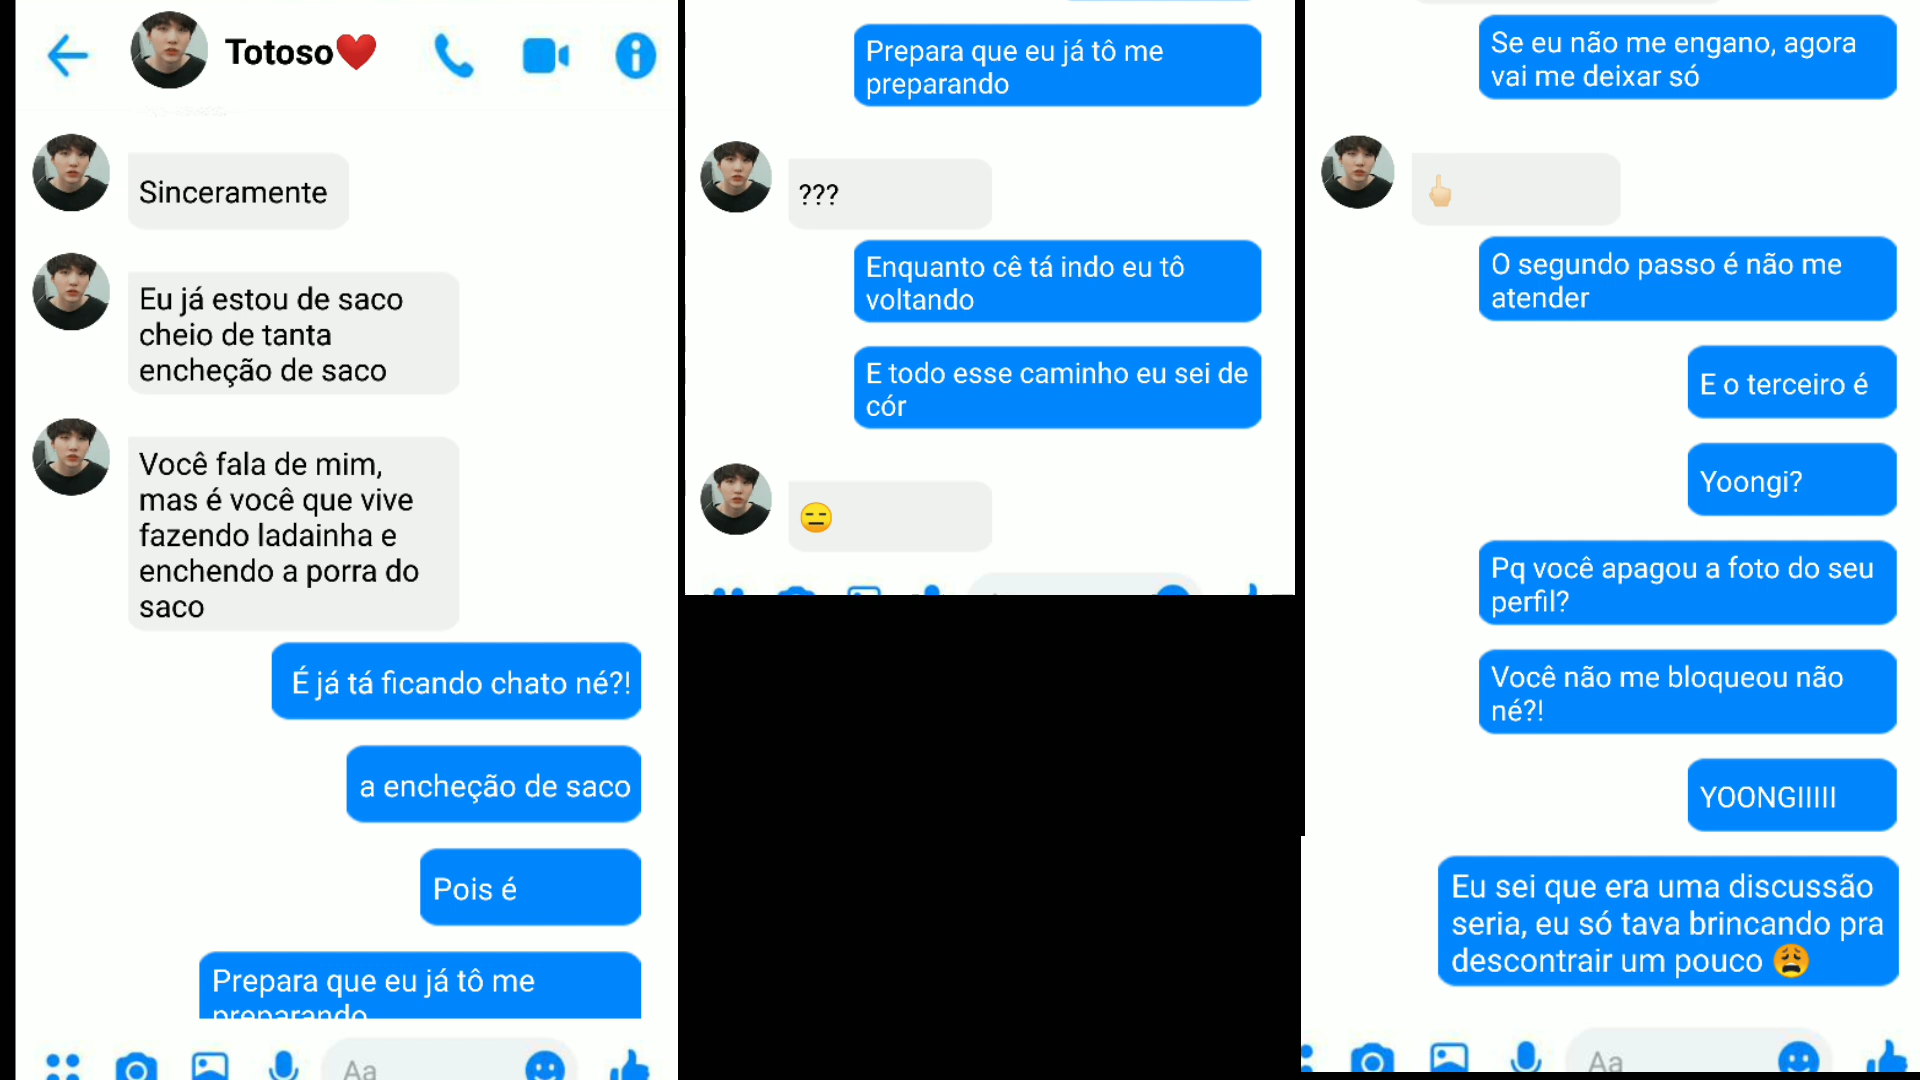 Totoso❤️
Sinceramente
Eu já estou de saco
cheio de tanta
encheção de saco
Você fala de mim,
mas é você que vive
fazendo ladainha e
enchendo a porra do
saco
É já tá ficando chato né?!
a encheção de saco
Pois é
Prepara que eu já tô me
preparando
Aa
Prepara que eu já tô me
preparando
???
Enquanto cê tá indo eu tô
voltando
E todo esse caminho eu sei de
cór
😑
Se eu não me engano, agora
vai me deixar só
🖕🏻
O segundo passo é não me
atender
E o terceiro é
Yoongi?
Pq você apagou a foto do seu
perfil?
Você não me bloqueou não
né?!
YOONGIIIII
Eu sei que era uma discussão
seria, eu só tava brincando pra
descontrair um pouco 😩
Aa